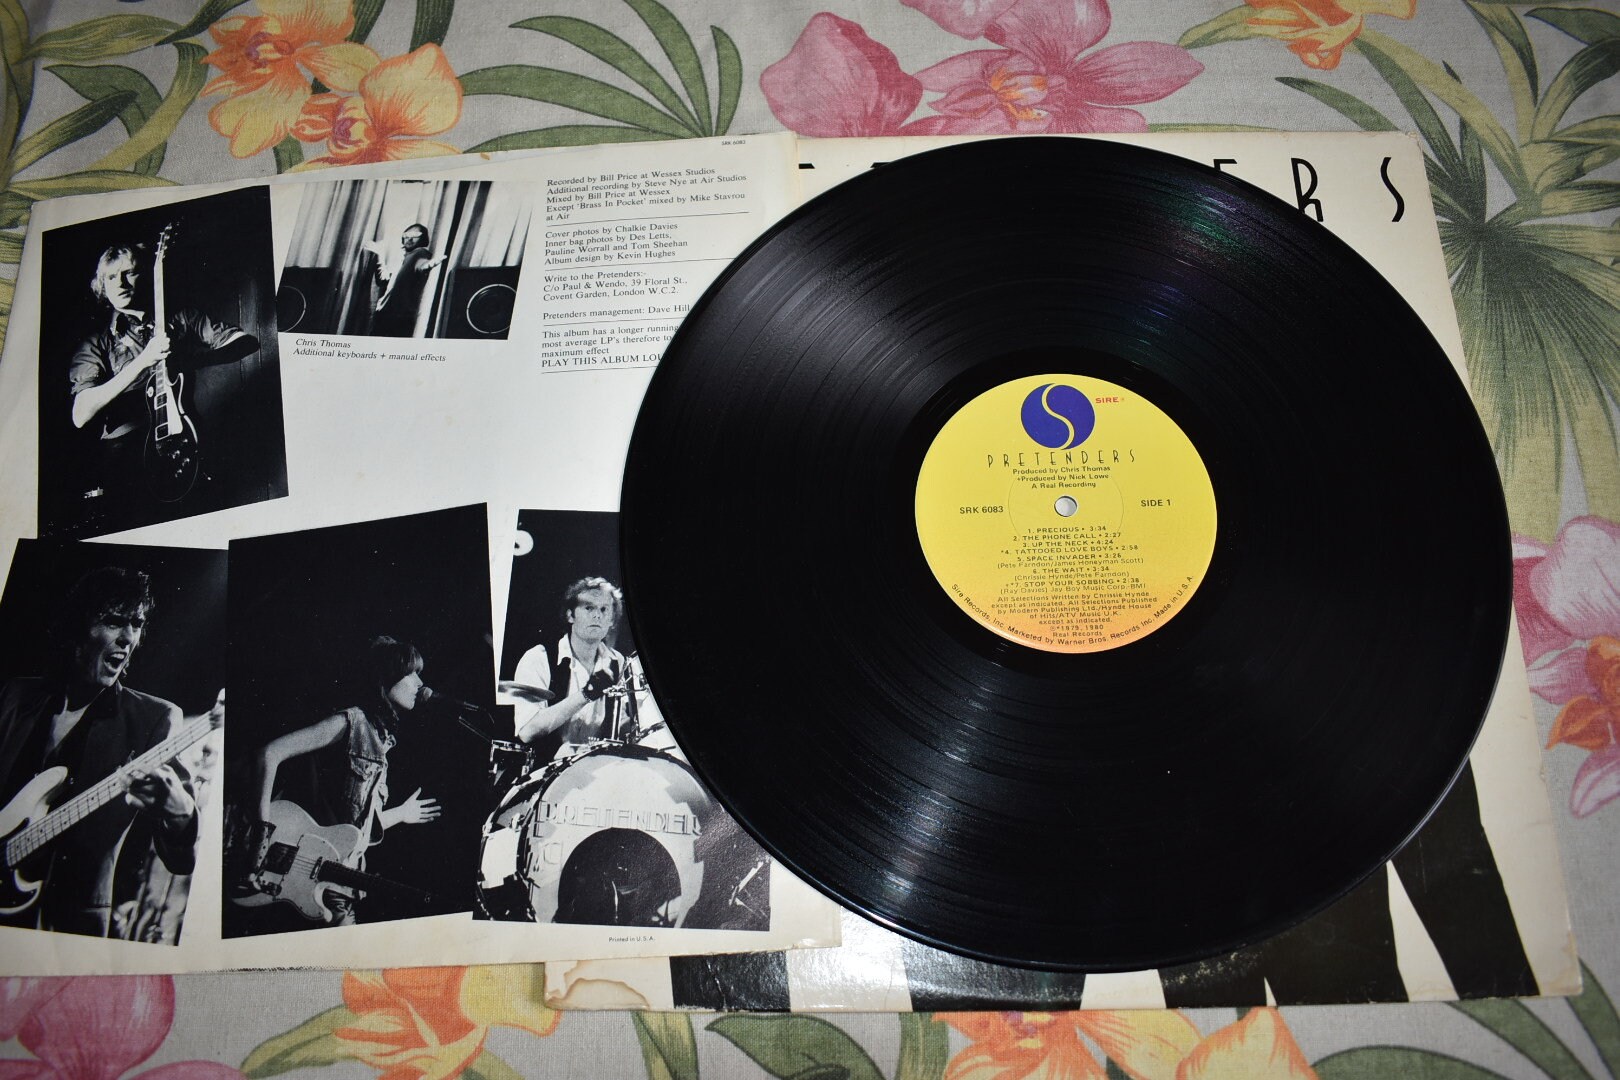 SRK 6083
Recorded by Bill Price at Wessex Studios
Additional recording by Steve Nye at Air Studios
Mixed by Bill Price at Wessex
Except 'Brass In Pocket' mixed by Mike Stavrou
at Air
Cover photos by Chalkie Davies
Inner bag photos by Des Letts,
Pauline Worrall and Tom Sheehan
Album design by Kevin Hughes
Write to the Pretenders:-
C/o Paul & Wendo, 39 Floral St.,
Covent Garden, London W.C.2.
Pretenders management: Dave Hill
This album has a longer running
most average LP's therefore to
maximum effect
PLAY THIS ALBUM
Chris Thomas
Additional keyboards + manual effects
PRETENDER
Printed in U.S.A.
ERS
SIRE®
PRETENDERS
Produced by Chris Thomas
+Produced by Nick Lowe
A Real Recording
SRK 6083
SIDE 1
1. PRECIOUS • 3:34
2. THE PHONE CALL • 2:27
3. UP THE NECK • 4:24
*4. TATTOOED LOVE BOYS • 2:58
5. SPACE INVADER • 3:26
(Pete Farndon/James Honeyman Scott)
6. THE WAIT • 3:34
(Chrissie Hynde/Pete Farndon)
+*7. STOP YOUR SOBBING • 2:38
(Ray Davies) Jay Boy Music Corp.-BMI
All Selections Written by Chrissie Hynde
except as indicated. All Selections Published
by Modern Publishing Ltd./Hynde House
of Hits/ATV Music U.K.
except as indicated.
℗*1979, 1980
Real Records
Sire Records, Inc. Marketed by Warner Bros. Records Inc. Made in U.S.A.